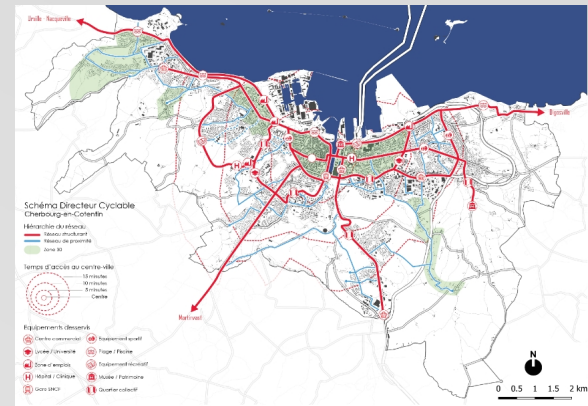 Urville - Nacqueville
Digosville
Martinvast
Schéma Directeur Cyclable
Cherbourg-en-Cotentin
Hiérarchie du réseau
Réseau structurant
Réseau de proximité
Zone 30
Temps d'accès au centre-ville
15 minutes
10 minutes
5 minutes
Centre
Equipements desservis
Centre commercial
Equipement sportif
Lycée/Université
Plage / Piscine
Zone d'emplois
Equipement récréatif
H
Hôpital / Clinique
Musée / Patrimoine
Gare SNCF
Quartier collectif
N
0 0.5 1 1.5 2 km